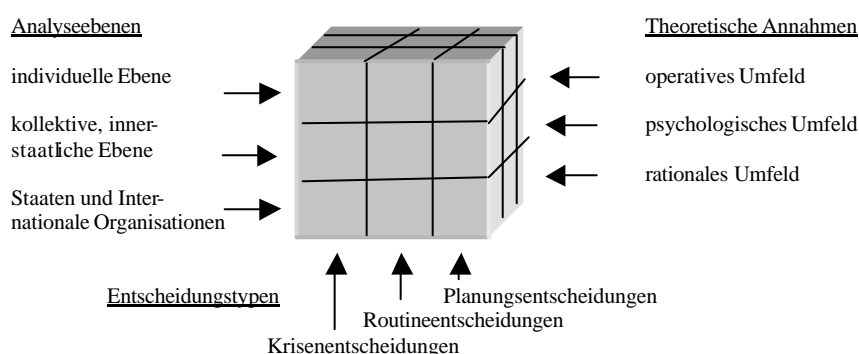 Analyseebenen
individuelle Ebene
kollektive, inner-
staatliche Ebene
Staaten und Inter-
nationale Organisationen
Theoretische Annahmen
operatives Umfeld
psychologisches Umfeld
rationales Umfeld
Entscheidungstypen
Planungsentscheidungen
Routineentscheidungen
Krisenentscheidungen